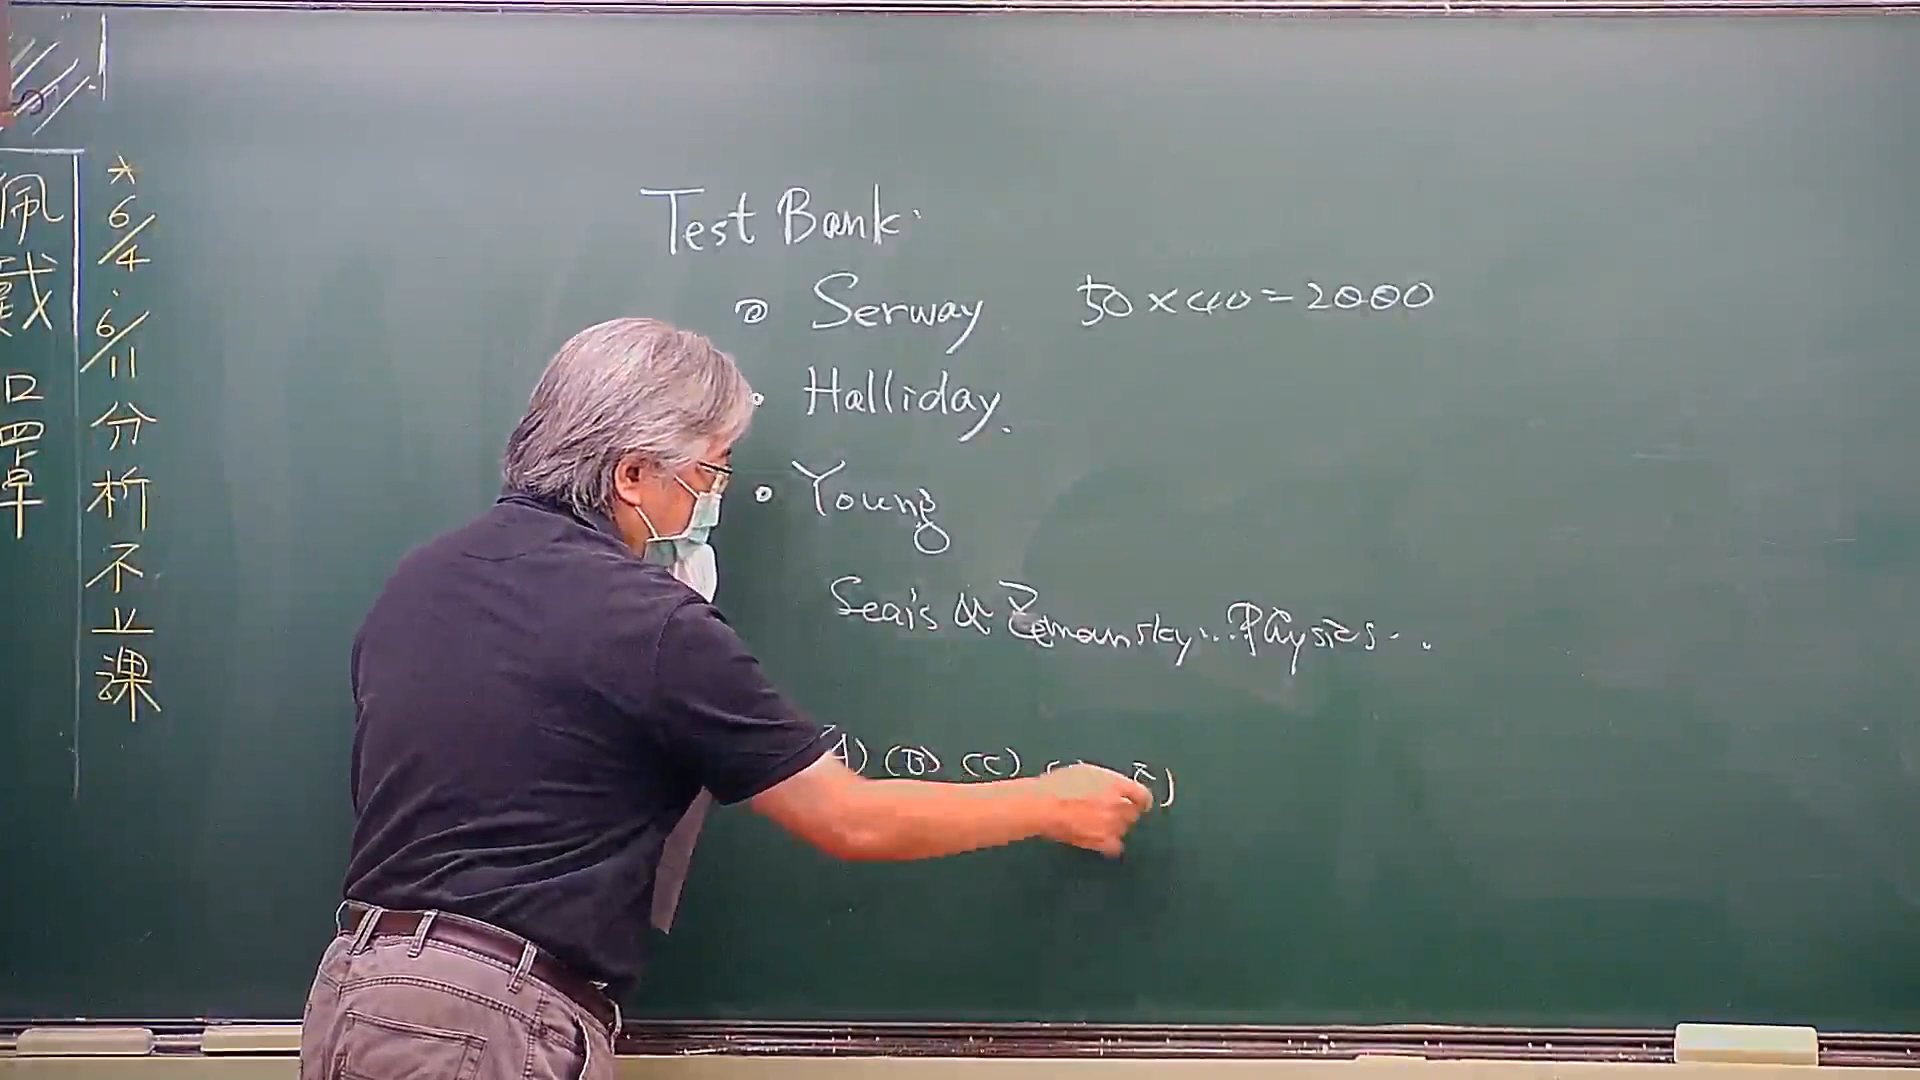 佩戴口罩
*6/4.6/11分析不上課
Test Bank:
Serway 50×40=2000
Halliday.
Young
Sears & Zemansky... Physics...
(A) (B) (C)